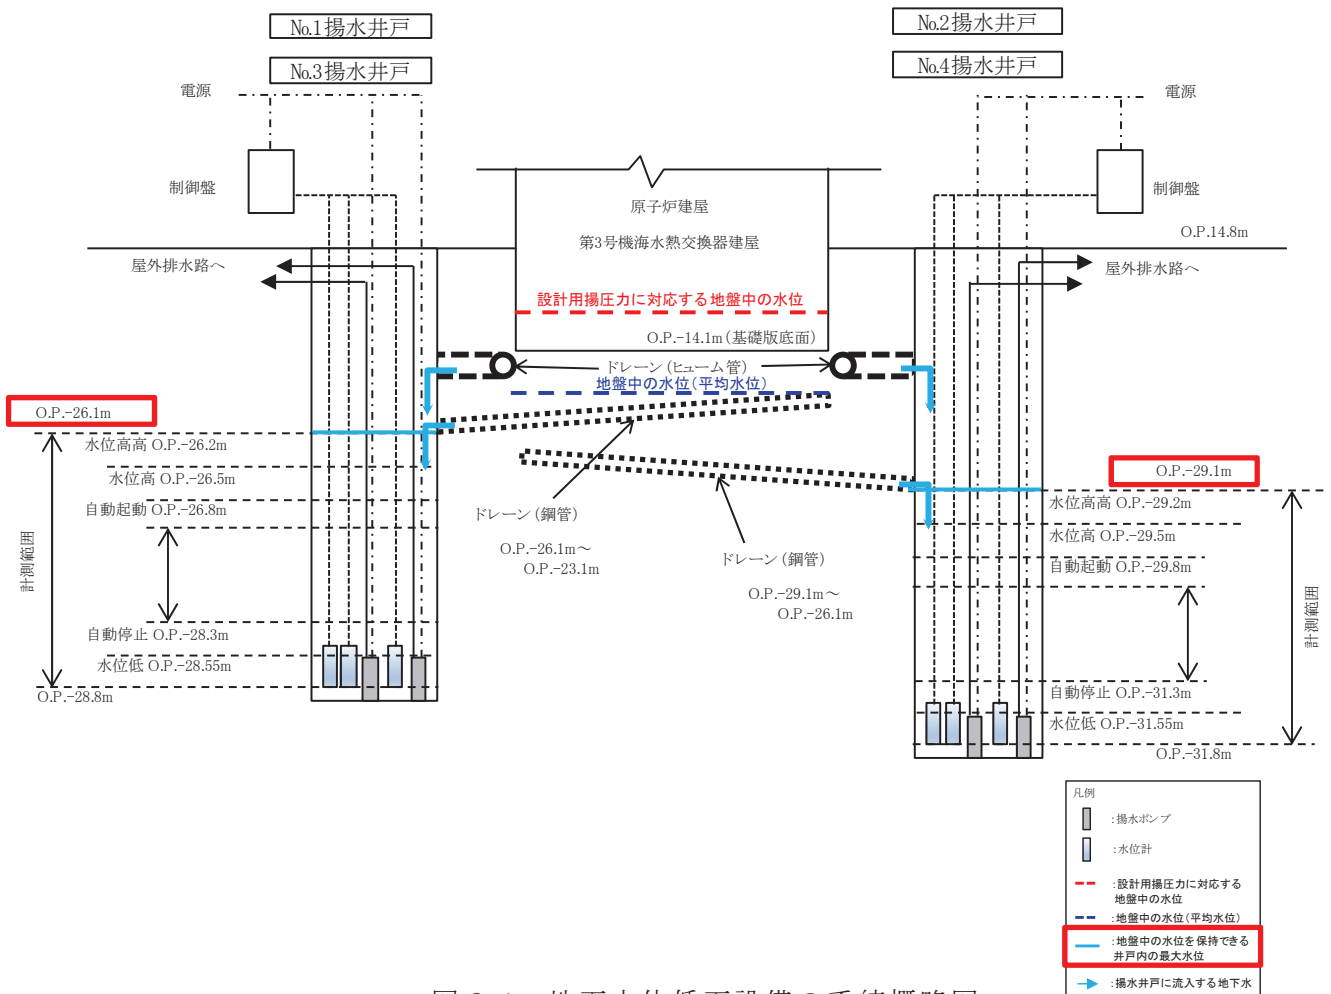 №1揚水井戸
№3揚水井戸
№2揚水井戸
№4揚水井戸
電源
電源
制御盤
制御盤
原子炉建屋
第3号機海水熱交換器建屋
O.P.14.8m
屋外排水路へ
屋外排水路へ
設計用揚圧力に対応する地盤中の水位
O.P.-14.1m(基礎版底面)
ドレーン(ヒューム管)
地盤中の水位(平均水位)
O.P.-26.1m
水位高高 O.P.-26.2m
水位高 O.P.-26.5m
自動起動 O.P.-26.8m
計測範囲
自動停止 O.P.-28.3m
水位低 O.P.-28.55m
O.P.-28.8m
ドレーン(鋼管)
O.P.-26.1m～
O.P.-23.1m
ドレーン(鋼管)
O.P.-29.1m～
O.P.-26.1m
O.P.-29.1m
水位高高 O.P.-29.2m
水位高 O.P.-29.5m
自動起動 O.P.-29.8m
計測範囲
自動停止 O.P.-31.3m
水位低 O.P.-31.55m
O.P.-31.8m
凡例
:揚水ポンプ
:水位計
:設計用揚圧力に対応する
地盤中の水位
:地盤中の水位(平均水位)
:地盤中の水位を保持できる
井戸内の最大水位
:揚水井戸に流入する地下水